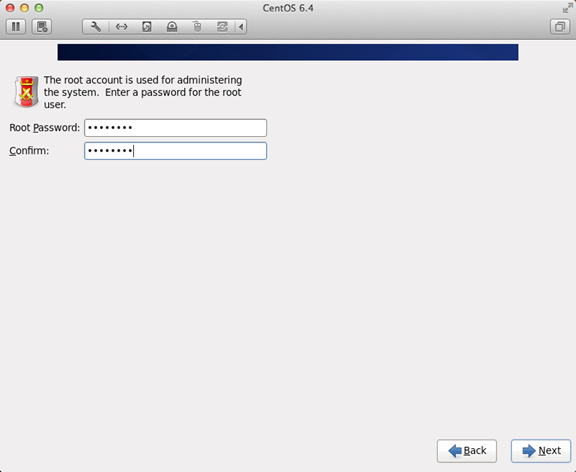 CentOS 6.4
The root account is used for administering
the system. Enter a password for the root
user.
Root Password: ••••••••
Confirm: ••••••••
Back Next